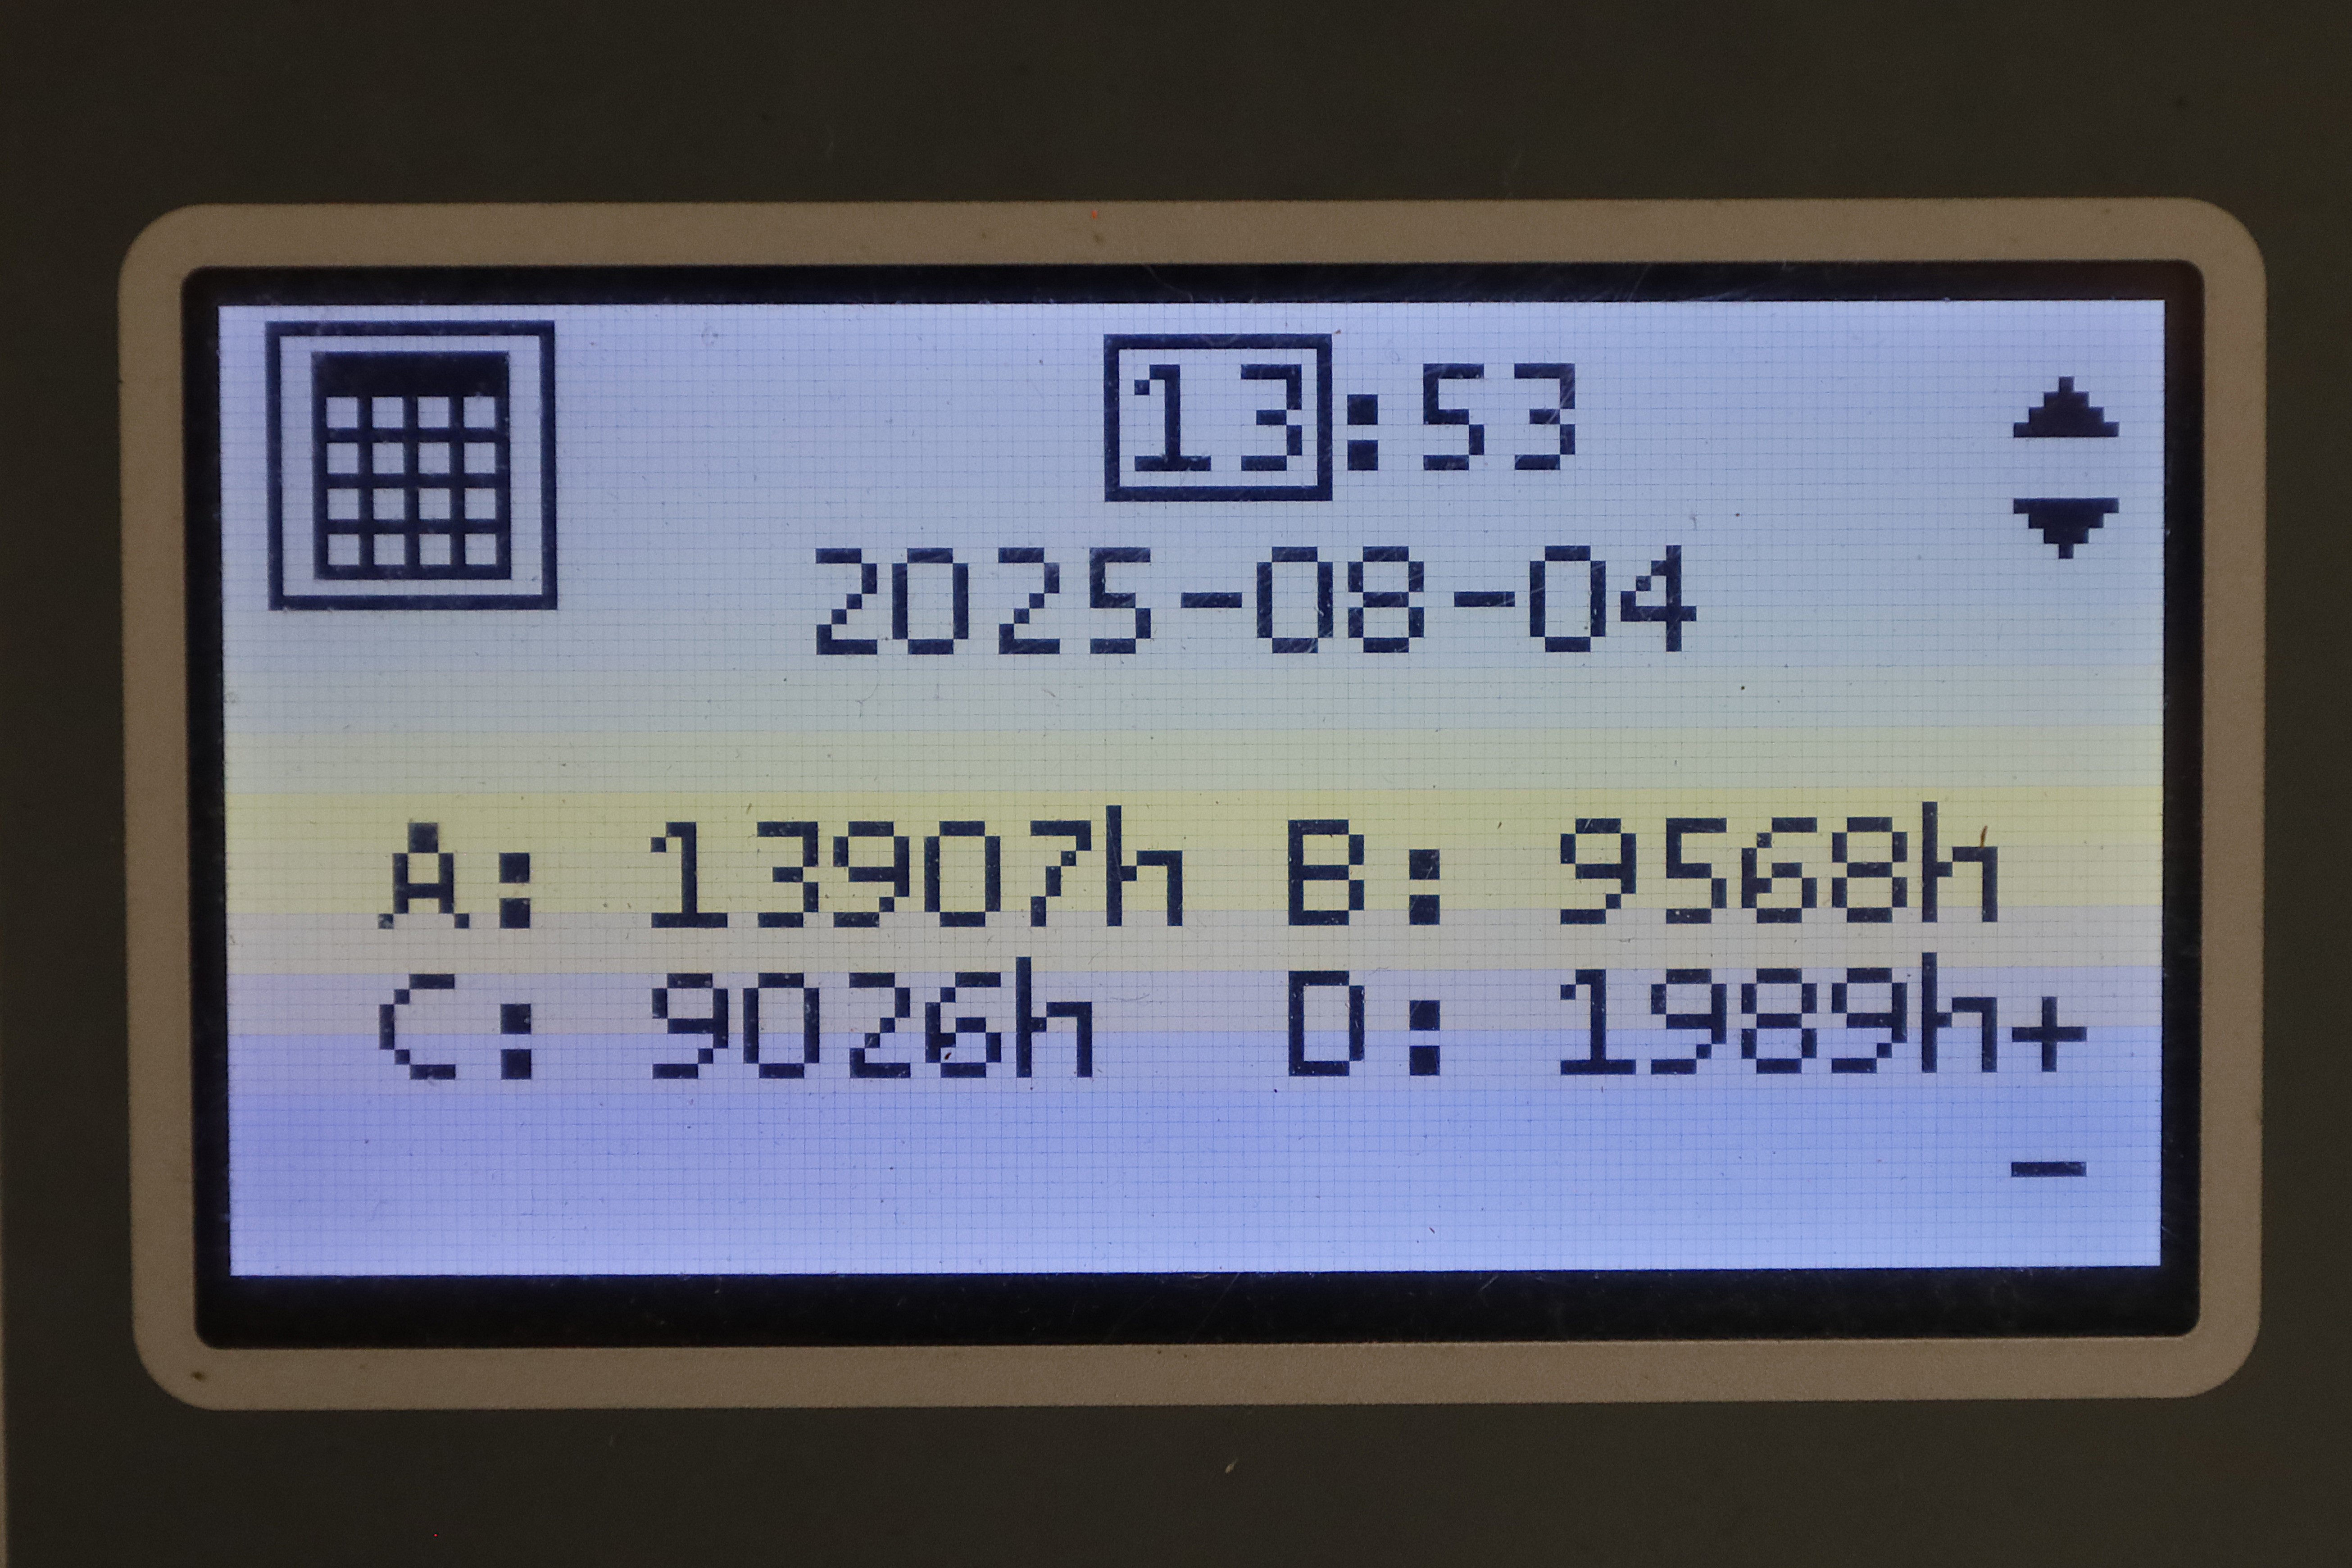 13:53
2025-08-04
A: 13907h B: 9568h
C: 9026h D: 1989h+
-